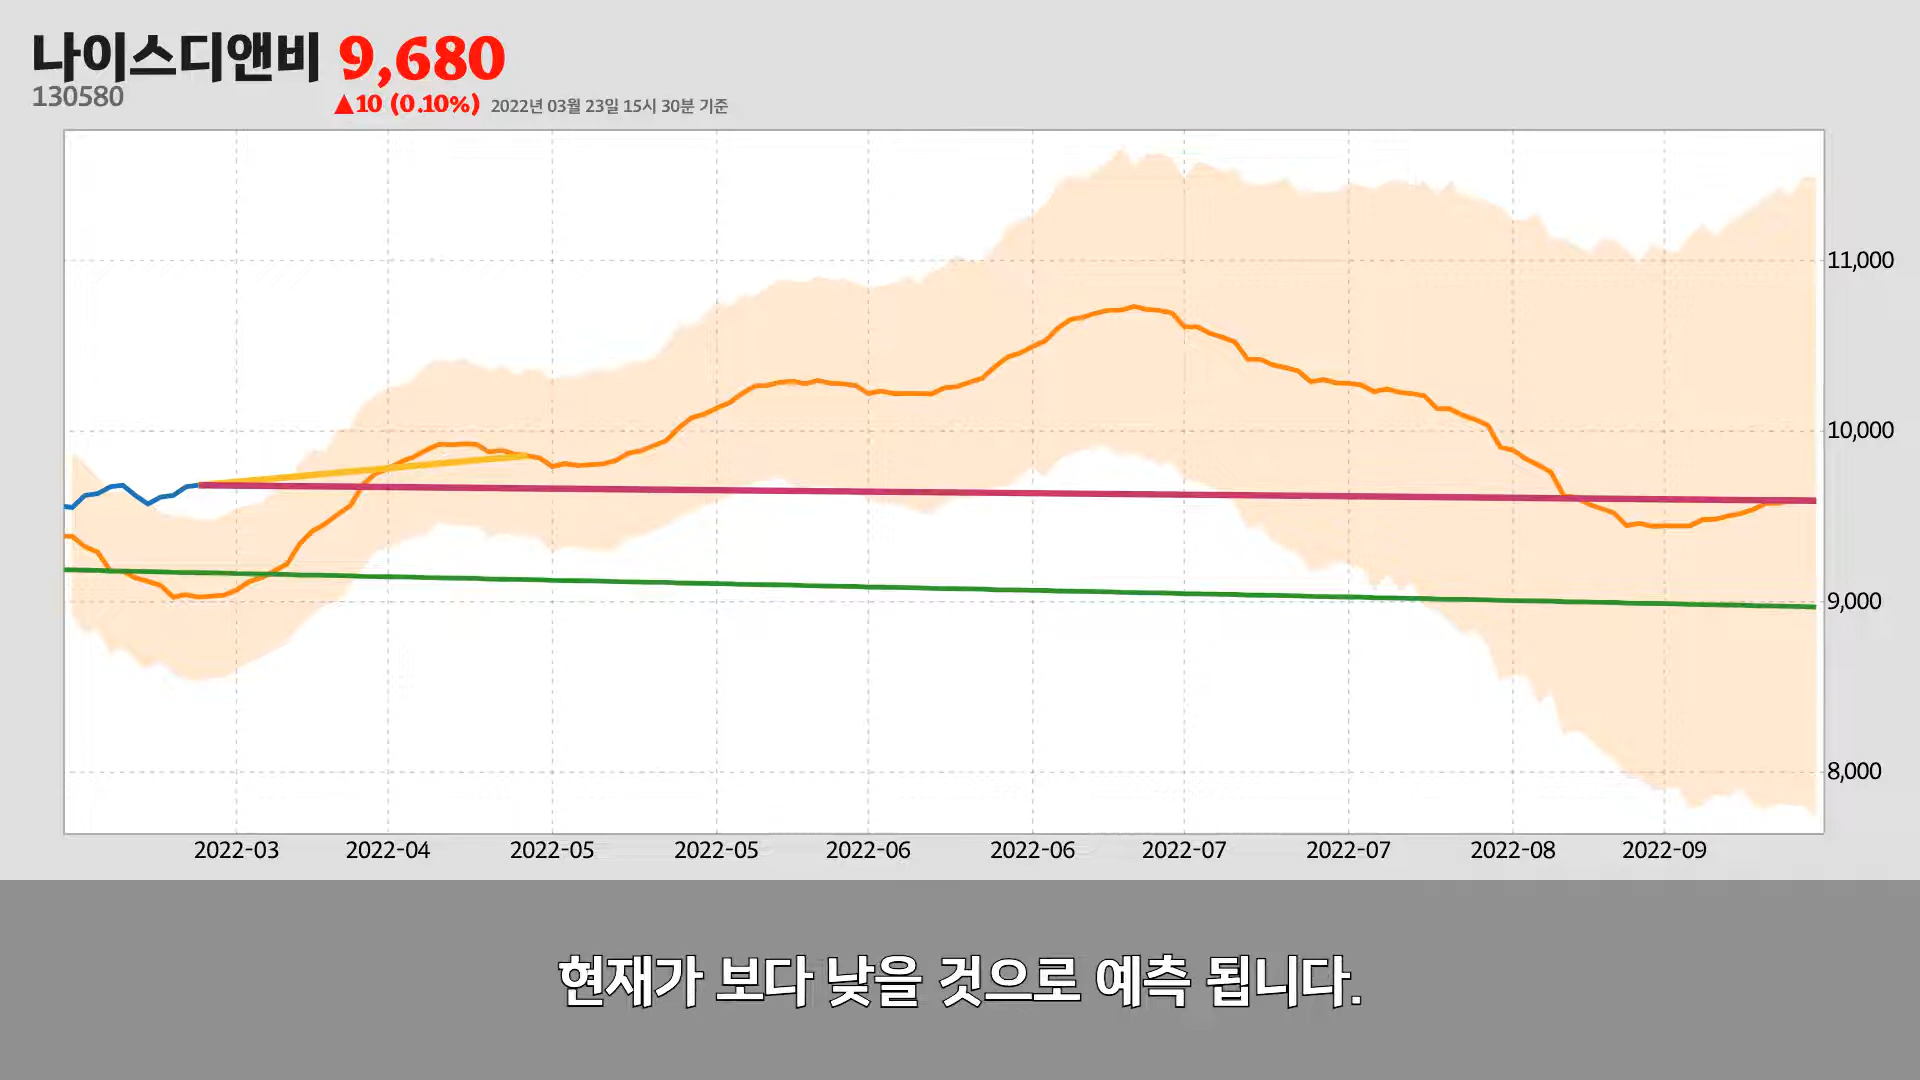 나이스디앤비 9,680
130580
▲10 (0.10%) 2022년 03월 23일 15시 30분 기준
11,000
10,000
9,000
8,000
2022-03 2022-04 2022-05 2022-05 2022-06 2022-06 2022-07 2022-07 2022-08 2022-09
현재가 보다 낮을 것으로 예측 됩니다.